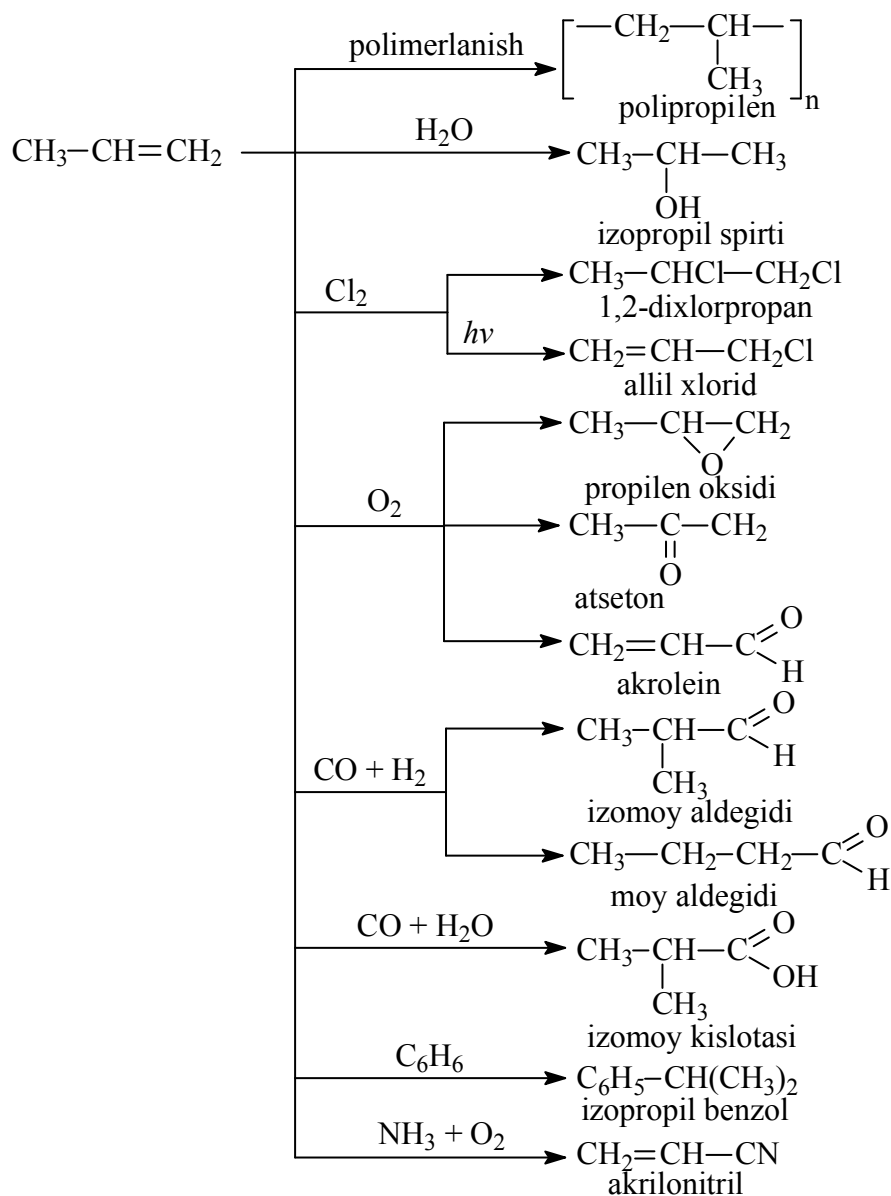 polimerlanish
CH₂—CH
CH₃
n
polipropilen
CH₃—CH=CH₂
H₂O
CH₃—CH—CH₃
OH
izopropil spirti
Cl₂
CH₃—CHCl—CH₂Cl
1,2-dixlorpropan
hv
CH₂=CH—CH₂Cl
allil xlorid
O₂
CH₃—CH—CH₂
O
propilen oksidi
CH₃—C—CH₂
O
atseton
CH₂=CH—C
O
H
akrolein
CO + H₂
CH₃—CH—C
O
H
CH₃
izomoy aldegidi
CH₃—CH₂—CH₂—C
O
H
moy aldegidi
CO + H₂O
CH₃—CH—C
O
OH
CH₃
izomoy kislotasi
C₆H₆
C₆H₅—CH(CH₃)₂
izopropil benzol
NH₃ + O₂
CH₂=CH—CN
akrilonitril